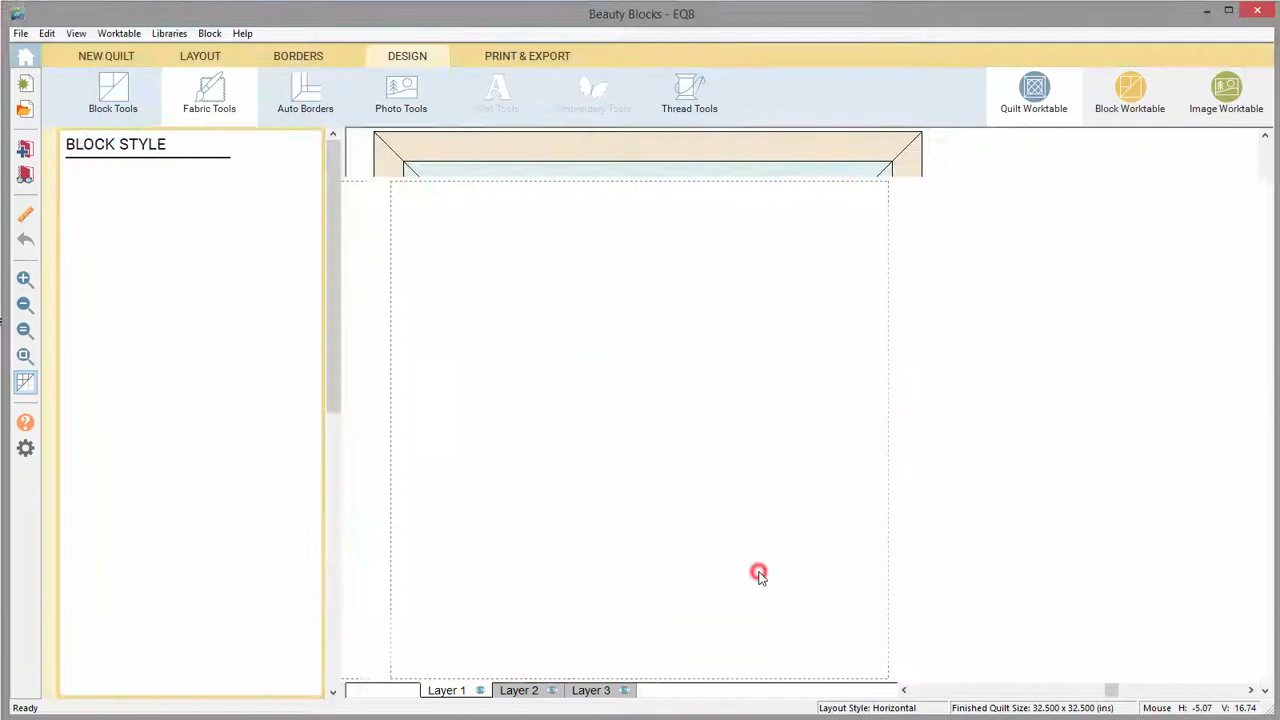 Beauty Blocks - EQ8
File Edit View Worktable Libraries Block Help
NEW QUILT LAYOUT BORDERS DESIGN PRINT & EXPORT
Block Tools Fabric Tools Auto Borders Photo Tools Embroidery Tools Thread Tools Quilt Worktable Block Worktable Image Worktable
BLOCK STYLE
Layer 1 Layer 2 Layer 3
Ready Layout Style: Horizontal Finished Quilt Size: 32.500 x 32.500 (ins) Mouse H: -5.07 V: 16.74